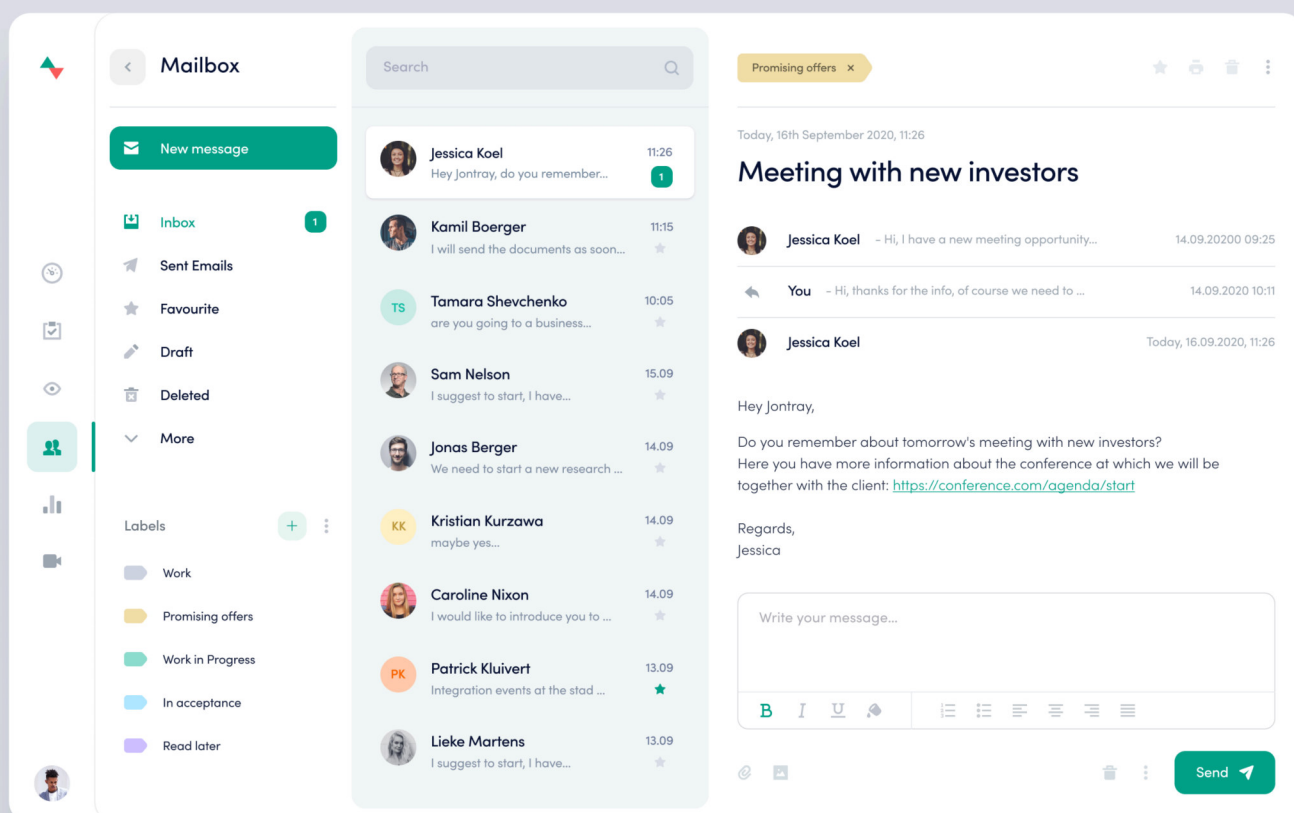 Mailbox
New message
Inbox 1
Sent Emails
Favourite
Draft
Deleted
More
Labels
Work
Promising offers
Work in Progress
In acceptance
Read later
Search
Jessica Koel 11:26
Hey Jontray, do you remember... 1
Kamil Boerger 11:15
I will send the documents as soon...
TS
Tamara Shevchenko 10:05
are you going to a business...
Sam Nelson 15.09
I suggest to start, I have...
Jonas Berger 14.09
We need to start a new research ...
KK
Kristian Kurzawa 14.09
maybe yes...
Caroline Nixon 14.09
I would like to introduce you to ...
PK
Patrick Kluivert 13.09
Integration events at the stad ...
Lieke Martens 13.09
I suggest to start, I have...
Promising offers ×
Today, 16th September 2020, 11:26
Meeting with new investors
Jessica Koel - Hi, I have a new meeting opportunity... 14.09.20200 09:25
You - Hi, thanks for the info, of course we need to ... 14.09.2020 10:11
Jessica Koel Today, 16.09.2020, 11:26
Hey Jontray,
Do you remember about tomorrow's meeting with new investors?
Here you have more information about the conference at which we will be
together with the client: https://conference.com/agenda/start
Regards,
Jessica
Write your message...
B I U
Send